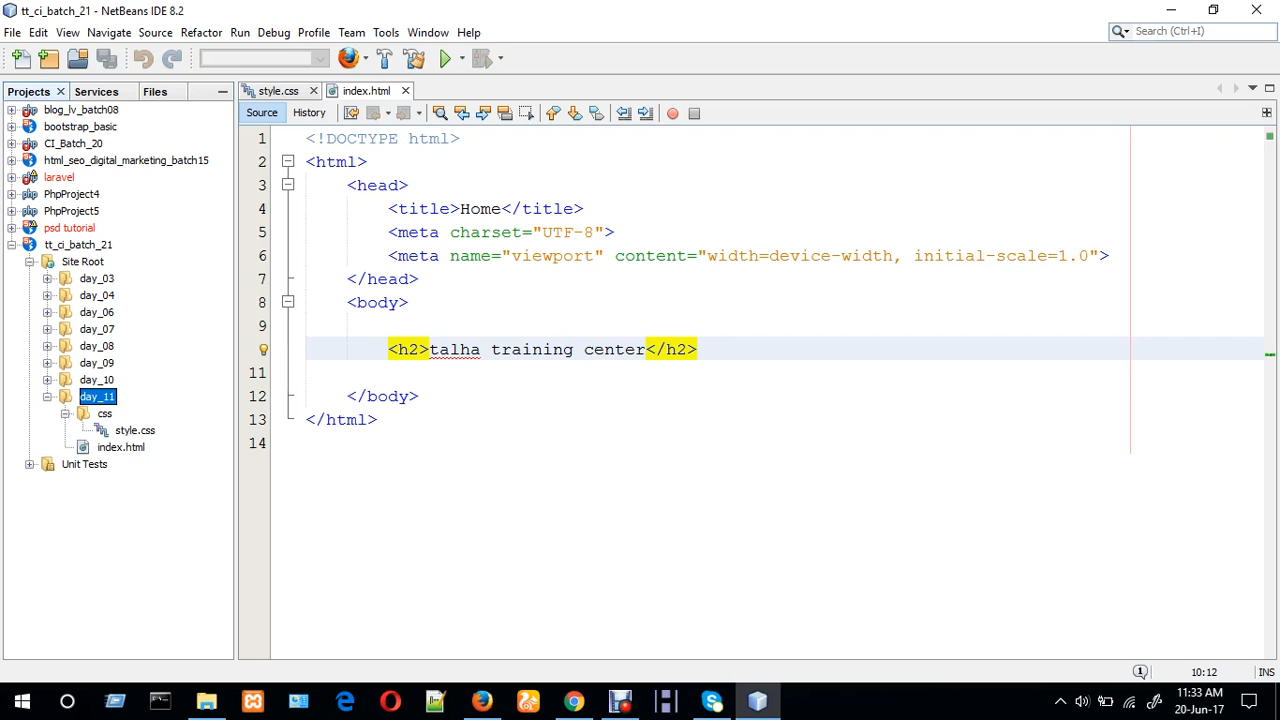 tt_ci_batch_21 - NetBeans IDE 8.2
File Edit View Navigate Source Refactor Run Debug Profile Team Tools Window Help
Search (Ctrl+I)
Projects Services Files
style.css index.html
Source History
blog_lv_batch08
bootstrap_basic
CI_Batch_20
html_seo_digital_marketing_batch15
laravel
PhpProject4
PhpProject5
psd tutorial
tt_ci_batch_21
Site Root
day_03
day_04
day_06
day_07
day_08
day_09
day_10
day_11
css
style.css
index.html
Unit Tests
1 <!DOCTYPE html>
2 <html>
3 <head>
4 <title>Home</title>
5 <meta charset="UTF-8">
6 <meta name="viewport" content="width=device-width, initial-scale=1.0">
7 </head>
8 <body>
9
<h2>talha training center</h2>
11
12 </body>
13 </html>
14
10:12 INS
11:33 AM
20-Jun-17